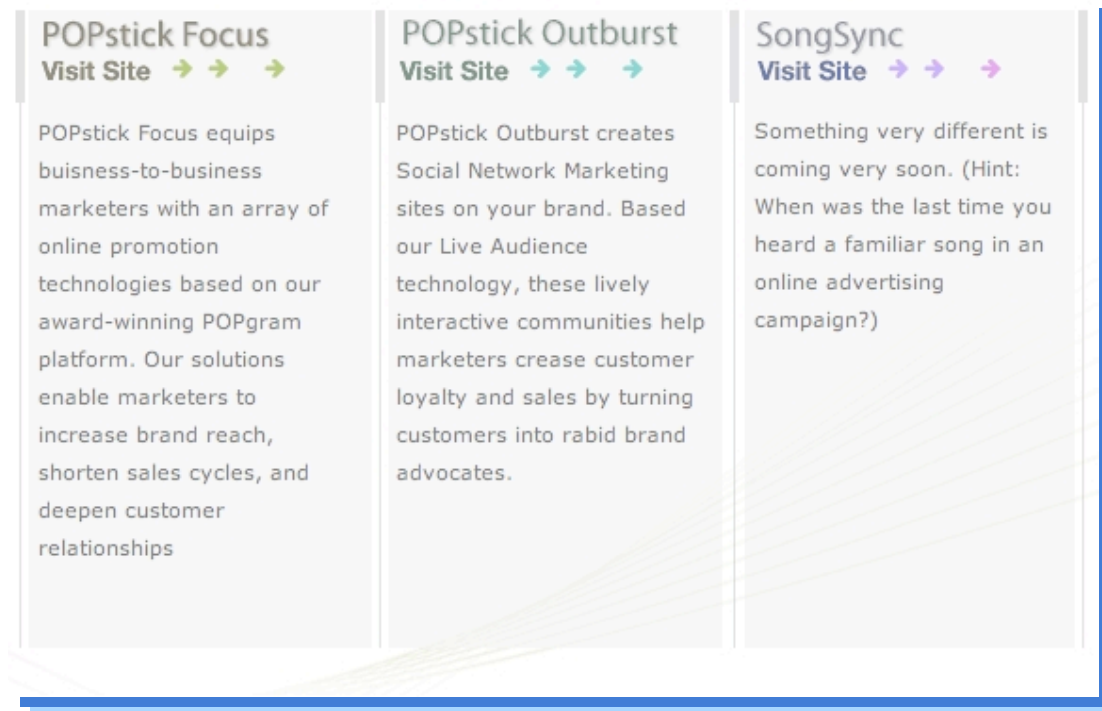 POPstick Focus
Visit Site
POPstick Focus equips
buisness-to-business
marketers with an array of
online promotion
technologies based on our
award-winning POPgram
platform. Our solutions
enable marketers to
increase brand reach,
shorten sales cycles, and
deepen customer
relationships
POPstick Outburst
Visit Site
POPstick Outburst creates
Social Network Marketing
sites on your brand. Based
our Live Audience
technology, these lively
interactive communities help
marketers crease customer
loyalty and sales by turning
customers into rabid brand
advocates.
SongSync
Visit Site
Something very different is
coming very soon. (Hint:
When was the last time you
heard a familiar song in an
online advertising
campaign?)